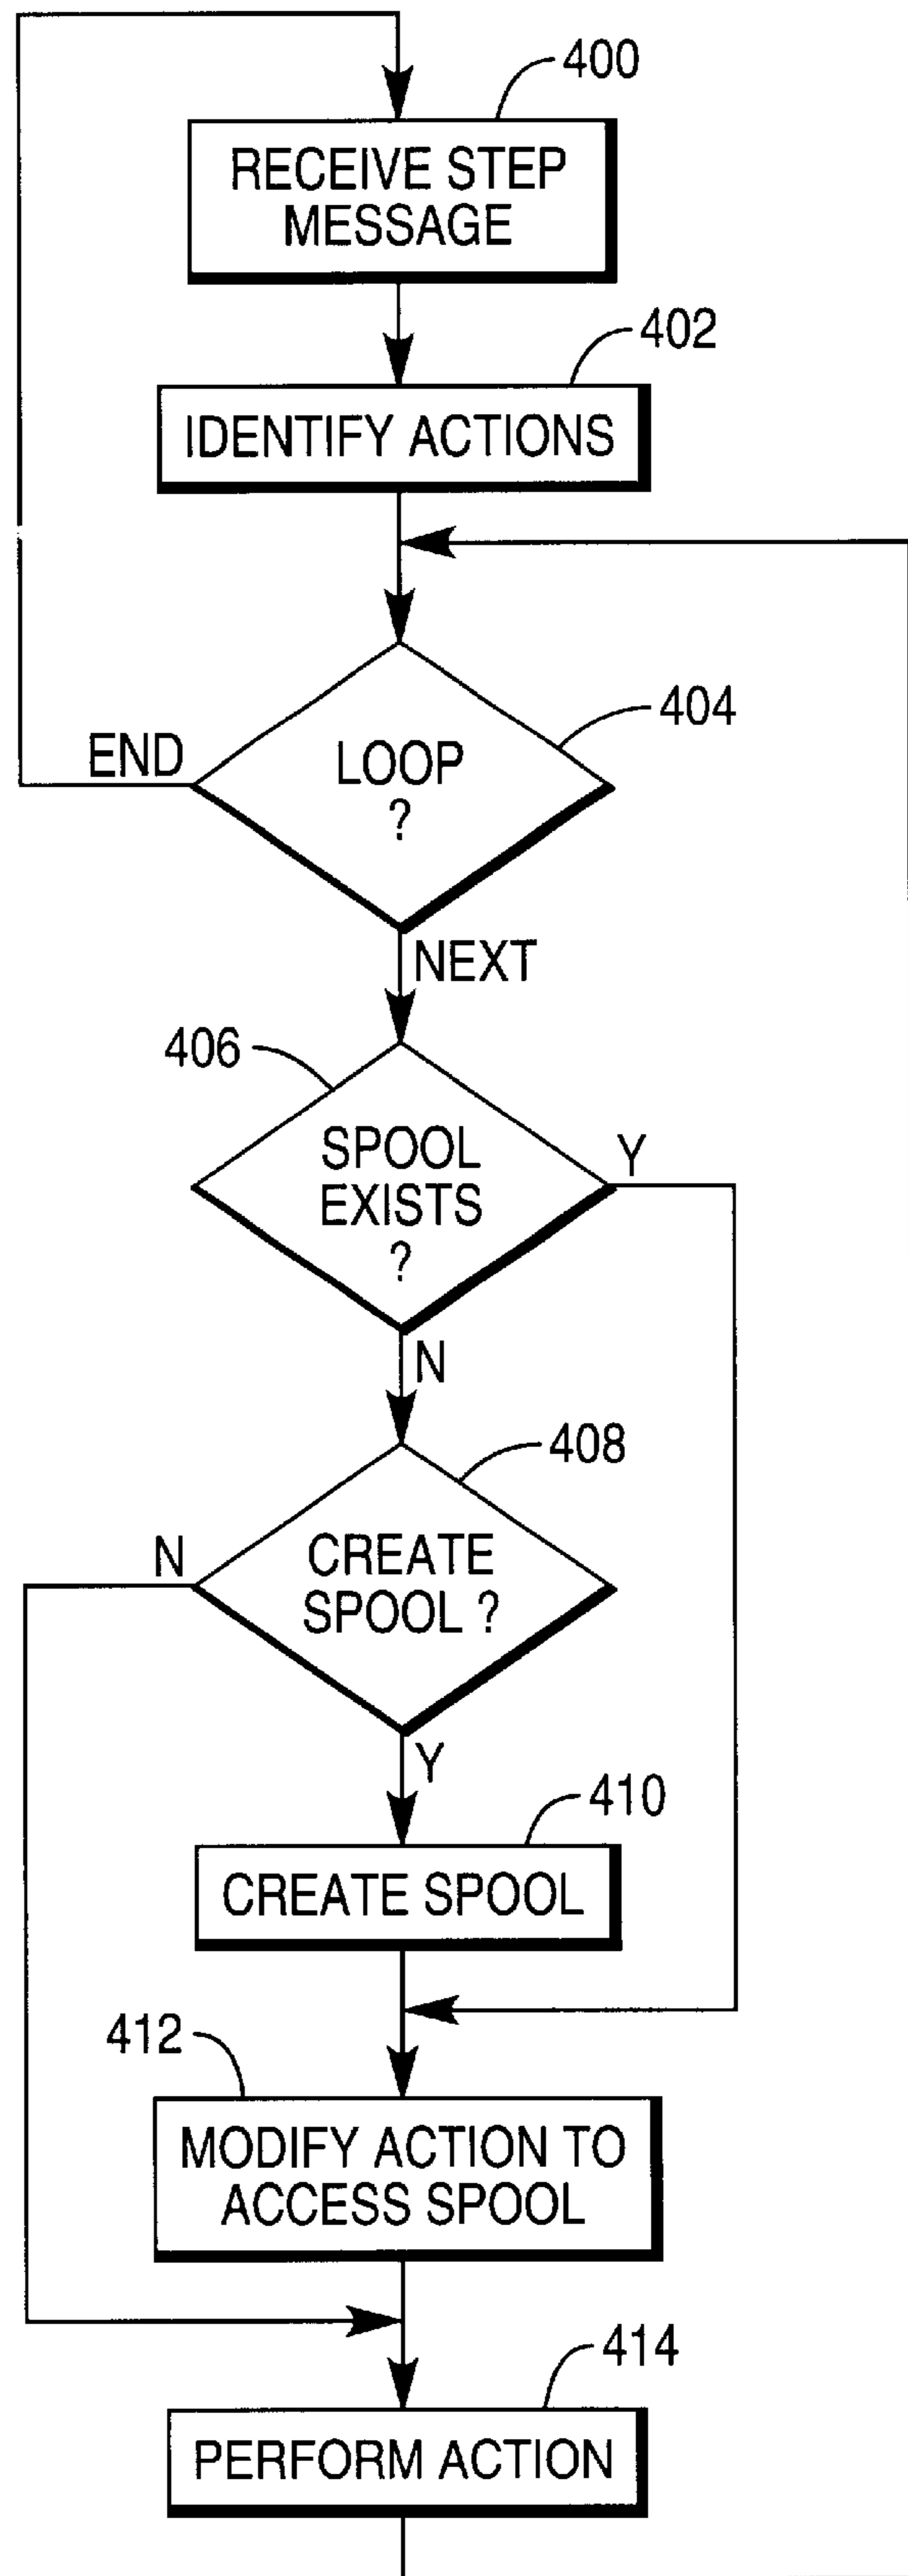 400
RECEIVE STEP
MESSAGE
402
IDENTIFY ACTIONS
404
END
LOOP
?
NEXT
406
SPOOL
EXISTS
?
Y
N
408
N
CREATE
SPOOL ?
Y
410
CREATE SPOOL
412
MODIFY ACTION TO
ACCESS SPOOL
414
PERFORM ACTION